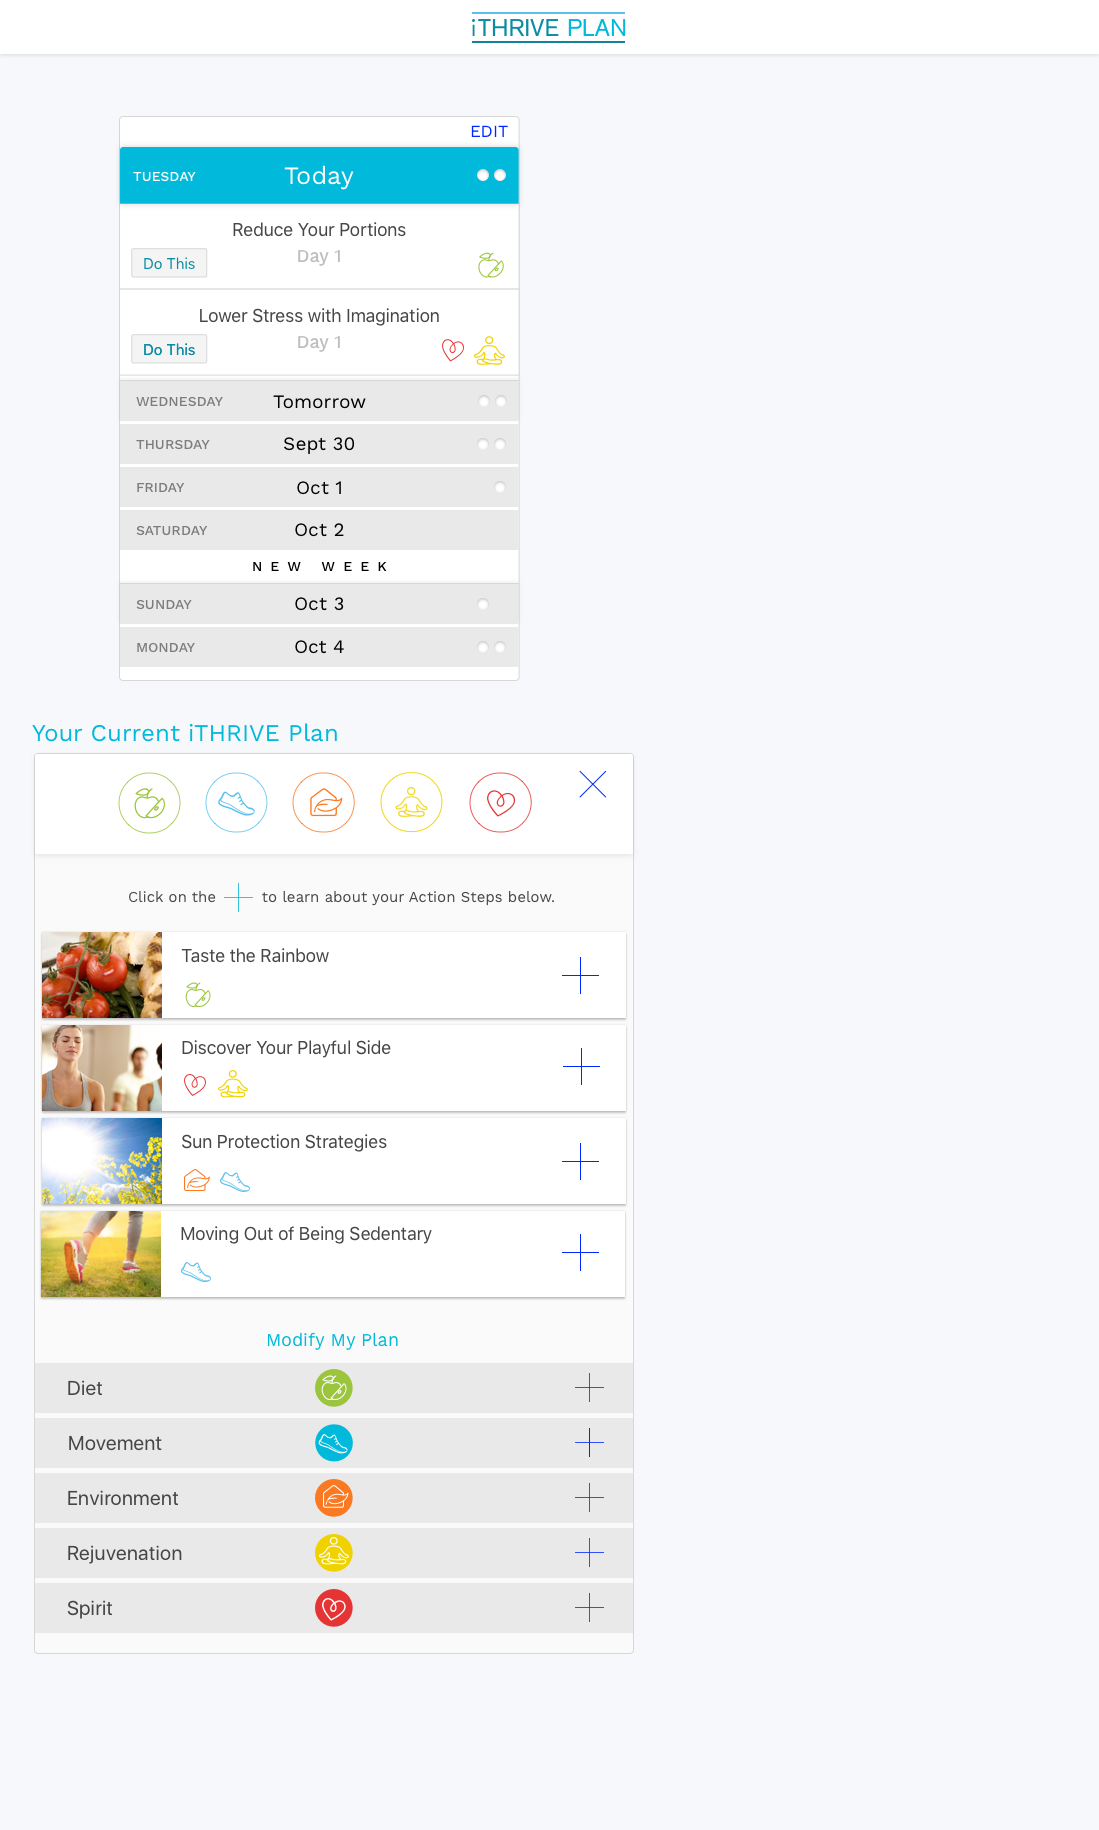 iTHRIVE PLAN
EDIT
TUESDAY Today
Reduce Your Portions
Do This Day 1
Lower Stress with Imagination
Do This Day 1
WEDNESDAY Tomorrow
THURSDAY Sept 30
FRIDAY Oct 1
SATURDAY Oct 2
NEW WEEK
SUNDAY Oct 3
MONDAY Oct 4
Your Current iTHRIVE Plan
Click on the to learn about your Action Steps below.
Taste the Rainbow
Discover Your Playful Side
Sun Protection Strategies
Moving Out of Being Sedentary
Modify My Plan
Diet
Movement
Environment
Rejuvenation
Spirit